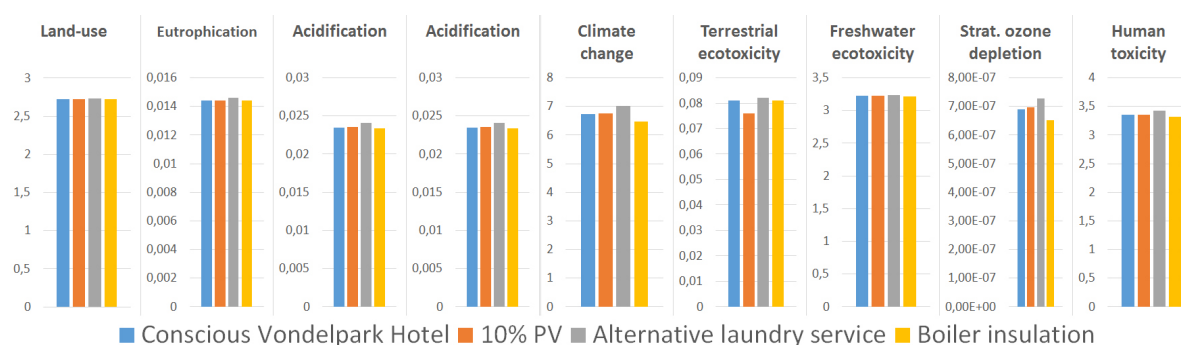 Land-use
3
2,5
2
1,5
1
0,5
0
Eutrophication
0,016
0,014
0,012
0,01
0,008
0,006
0,004
0,002
0
Acidification
0,03
0,025
0,02
0,015
0,01
0,005
0
Acidification
0,03
0,025
0,02
0,015
0,01
0,005
0
Climate
change
8
7
6
5
4
3
2
1
0
Terrestrial
ecotoxicity
0,09
0,08
0,07
0,06
0,05
0,04
0,03
0,02
0,01
0
Freshwater
ecotoxicity
3,5
3
2,5
2
1,5
1
0,5
0
Strat. ozone
depletion
8,00E-07
7,00E-07
6,00E-07
5,00E-07
4,00E-07
3,00E-07
2,00E-07
1,00E-07
0,00E+00
Human
toxicity
4
3,5
3
2,5
2
1,5
1
0,5
0
Conscious Vondelpark Hotel 10% PV Alternative laundry service Boiler insulation